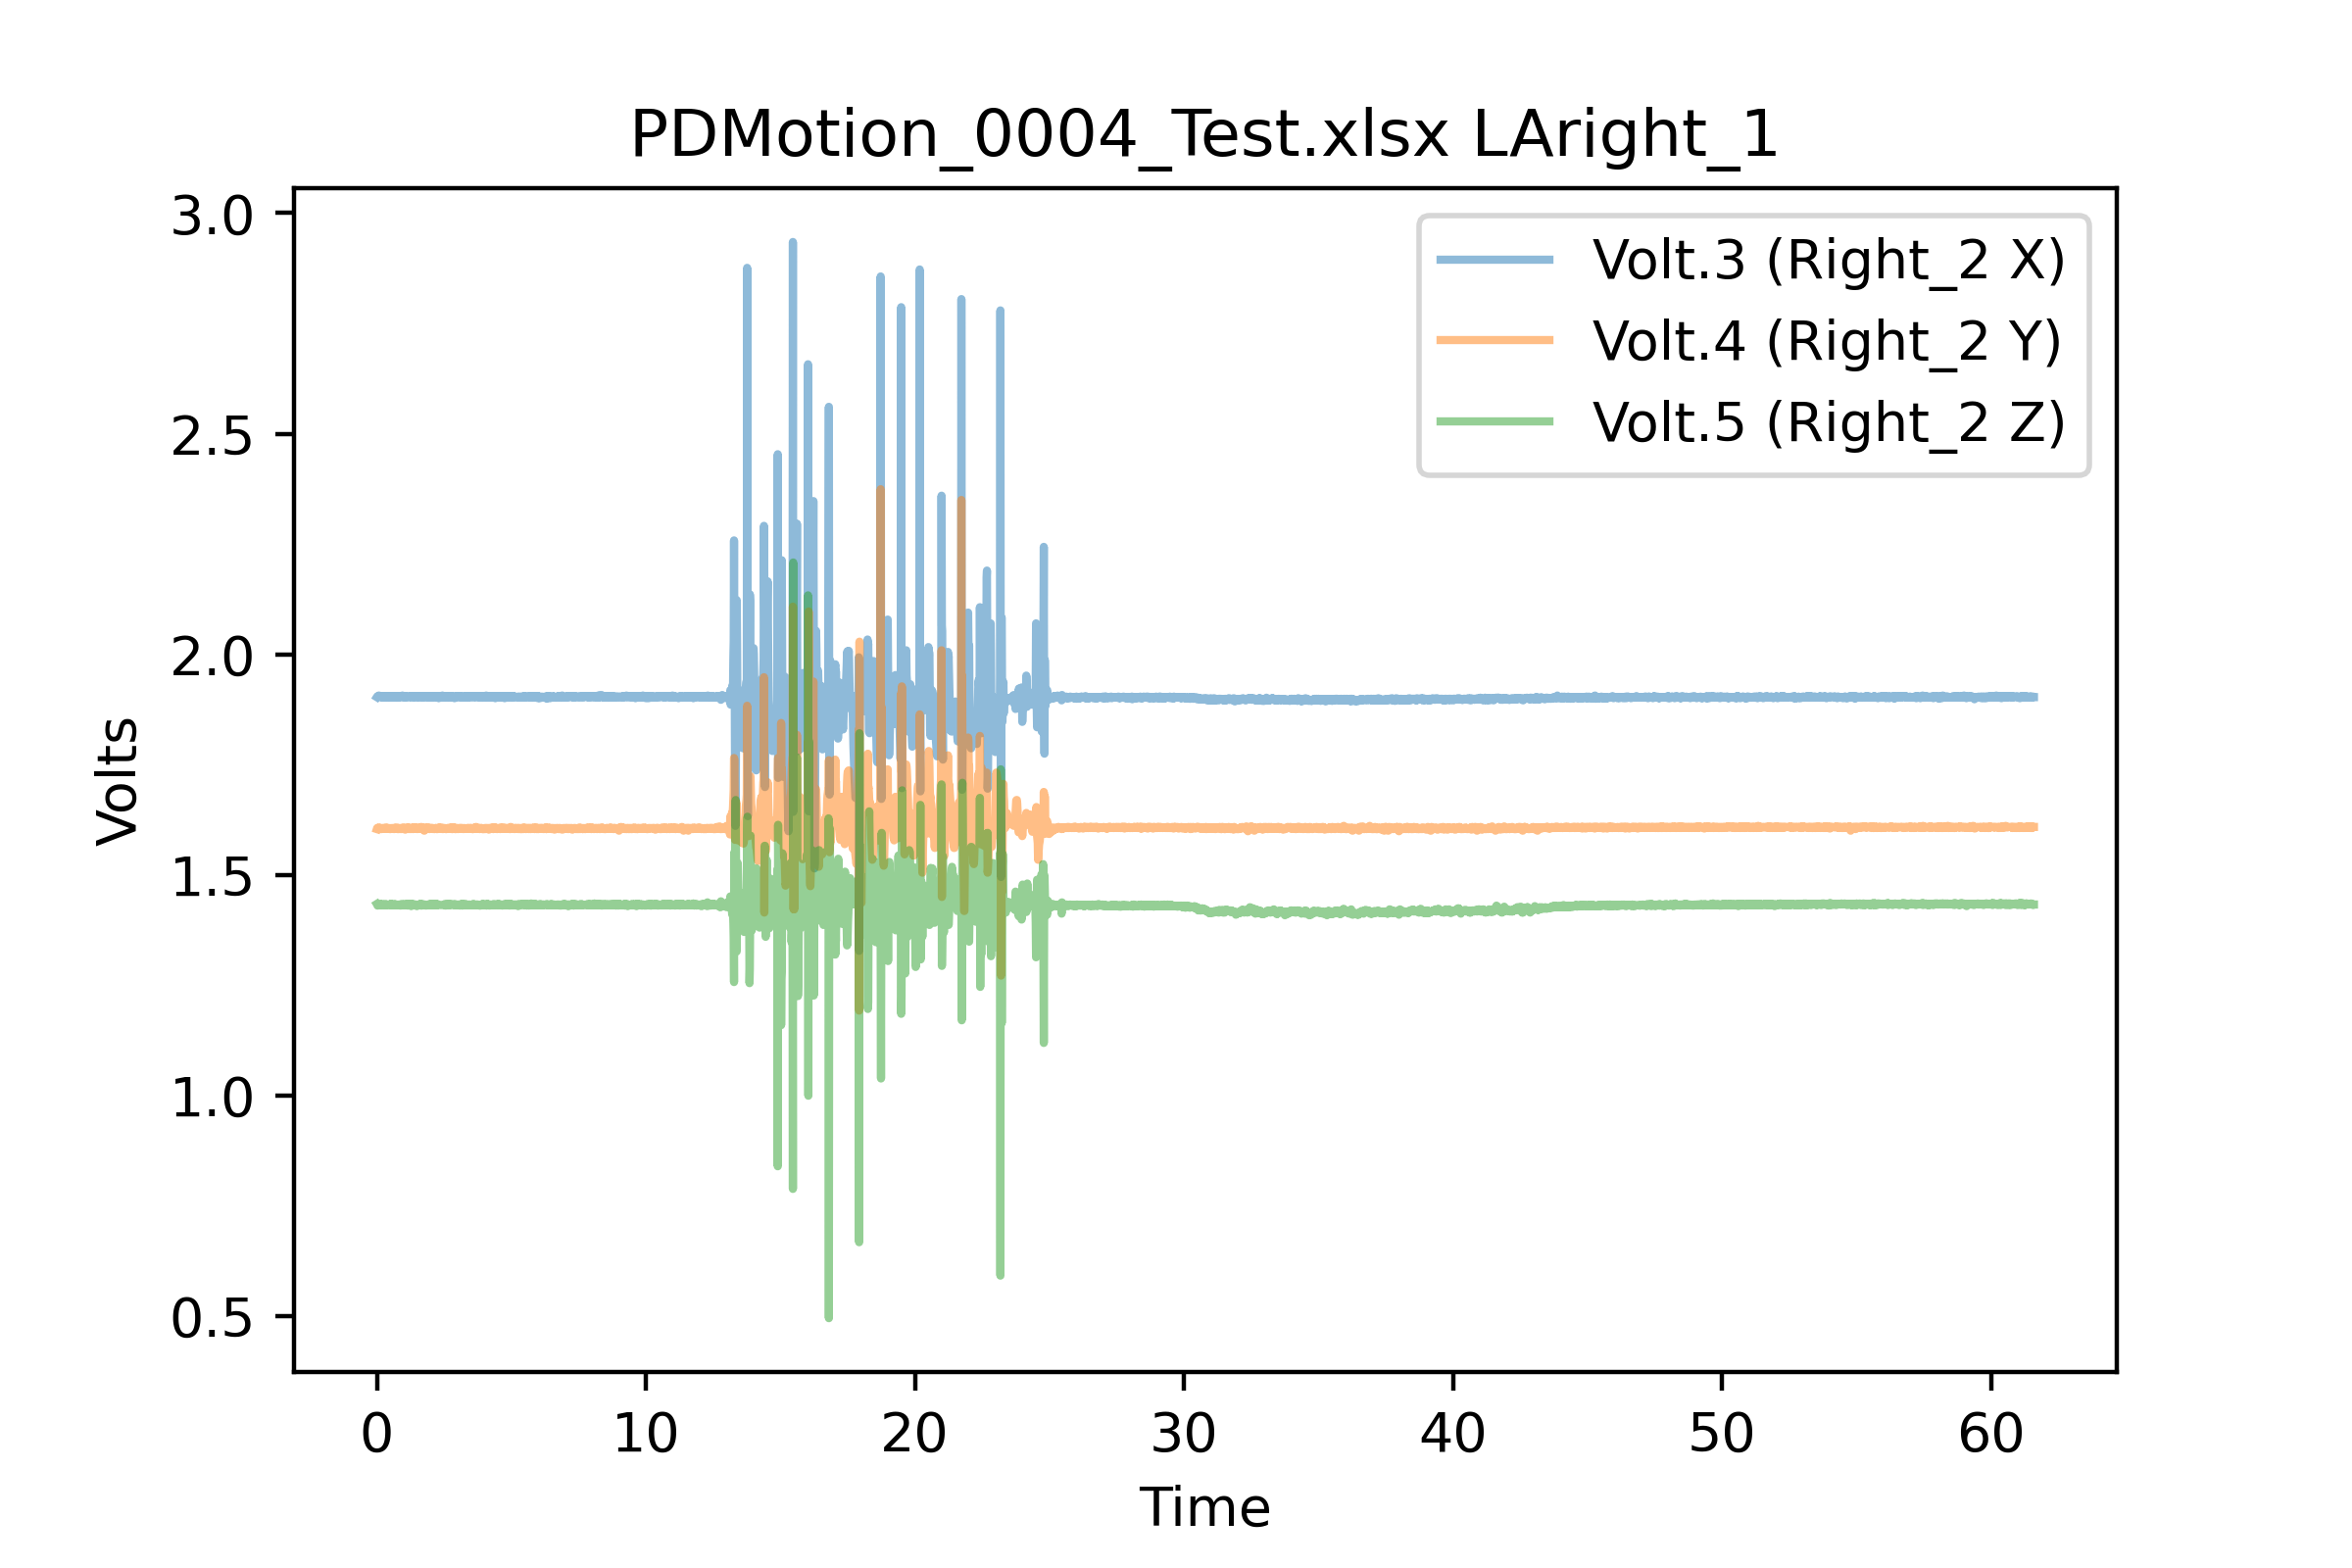 PDMotion_0004_Test.xlsx LAright_1
3.0
2.5
2.0
1.5
1.0
0.5
Volts
Volt.3 (Right_2 X)
Volt.4 (Right_2 Y)
Volt.5 (Right_2 Z)
0 10 20 30 40 50 60
Time